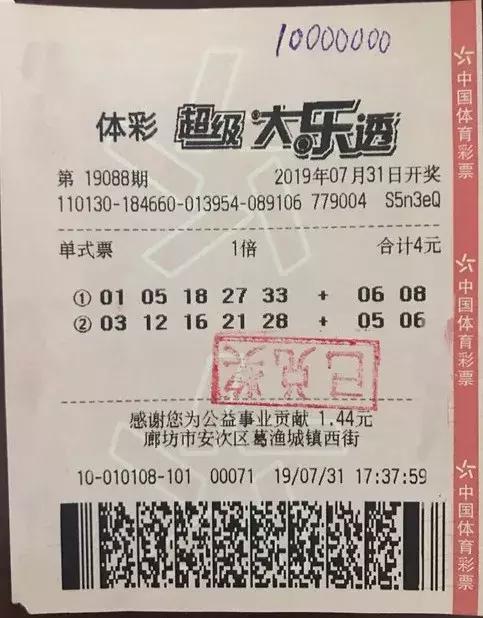 10000000
体彩 超级大乐透
第 19088期 2019年07月31日开奖
110130-184660-013954-089106 779004 S5n3eQ
单式票 1倍 合计4元
① 01 05 18 27 33 + 06 08
② 03 12 16 21 28 + 05 06
已兑奖
感谢您为公益事业贡献 1.44元
廊坊市安次区葛渔城镇西街
10-010108-101 00071 19/07/31 17:37:59
中国体育彩票
中国体育彩票
中国体育彩票